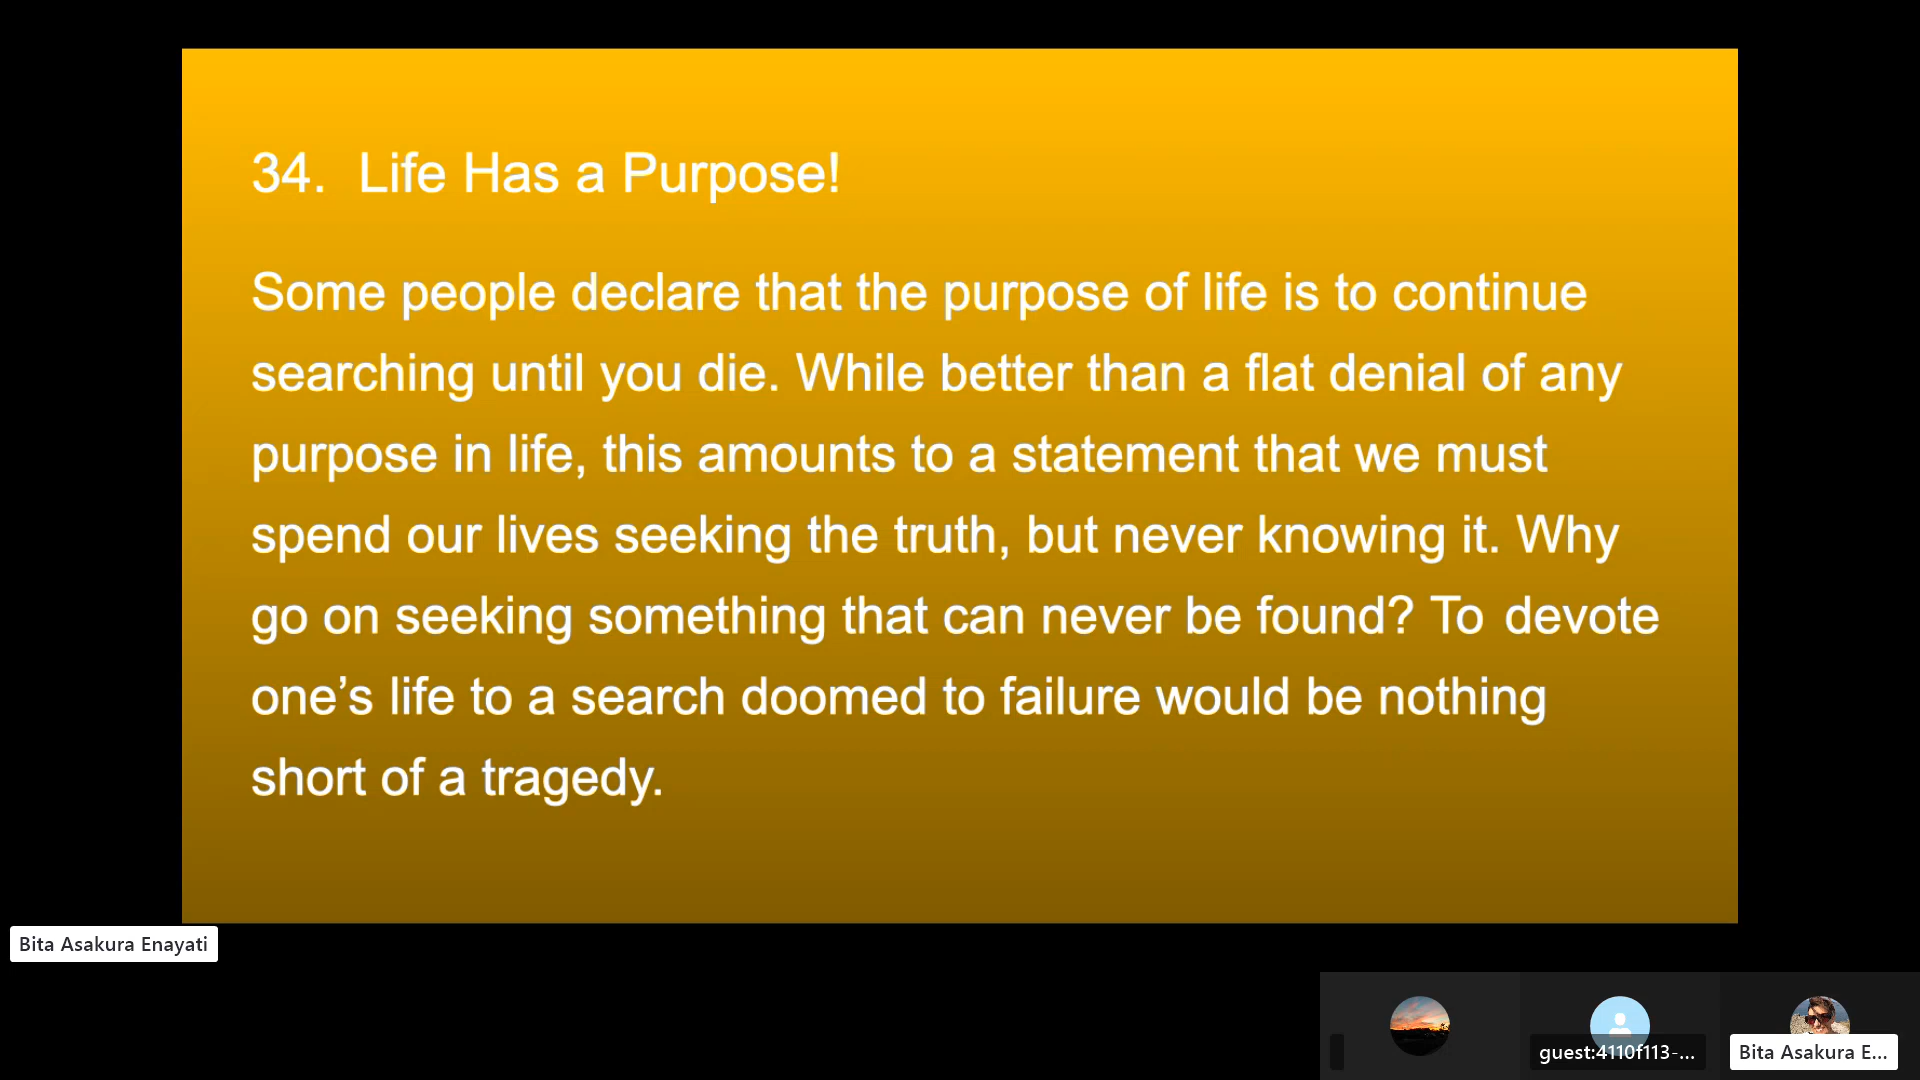 34. Life Has a Purpose!
Some people declare that the purpose of life is to continue
searching until you die. While better than a flat denial of any
purpose in life, this amounts to a statement that we must
spend our lives seeking the truth, but never knowing it. Why
go on seeking something that can never be found? To devote
one’s life to a search doomed to failure would be nothing
short of a tragedy.
Bita Asakura Enayati
guest:4110f113-...
Bita Asakura E...